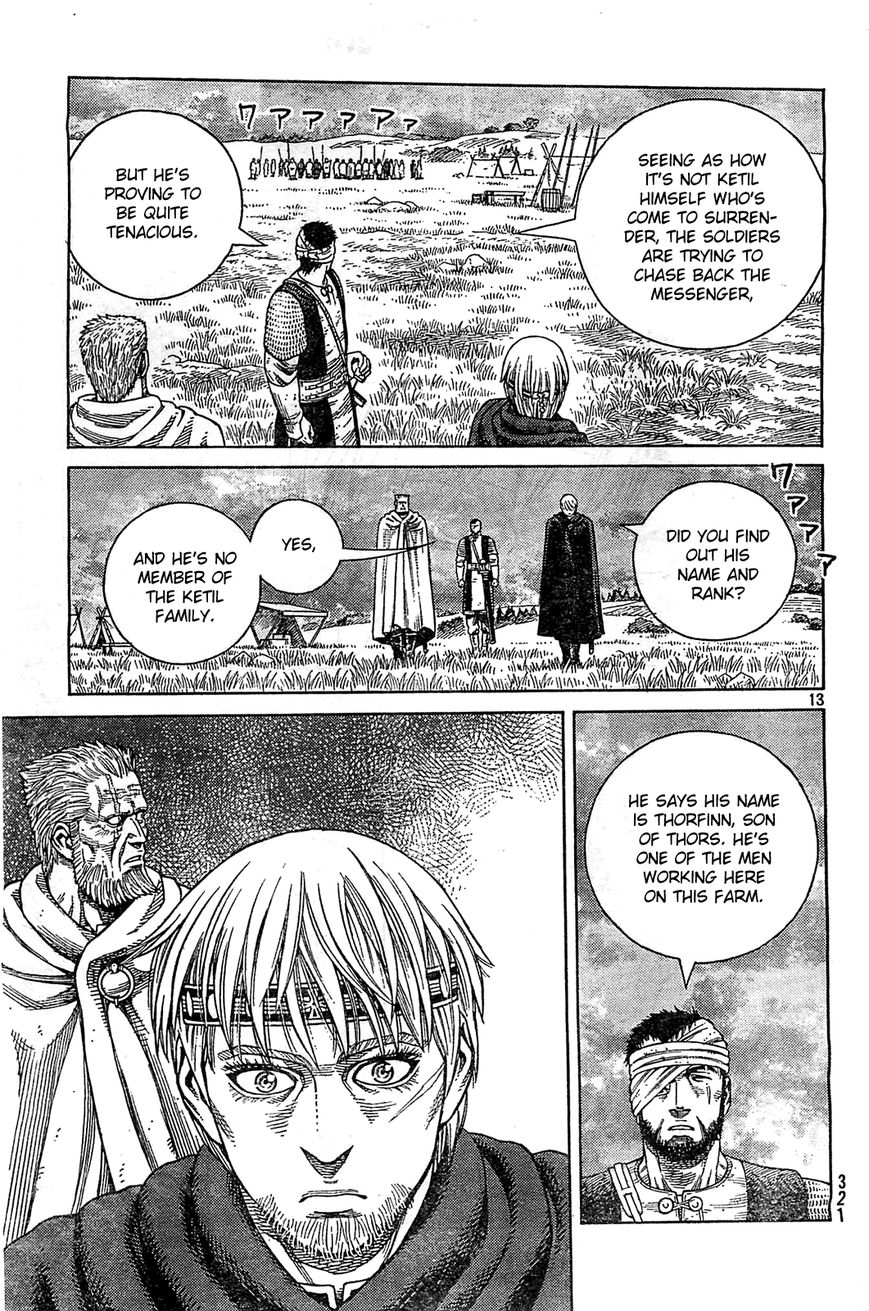 SEEING AS HOW
IT'S NOT KETIL
HIMSELF WHO'S
COME TO SURREN-
DER, THE SOLDIERS
ARE TRYING TO
CHASE BACK THE
MESSENGER,
BUT HE'S
PROVING TO
BE QUITE
TENACIOUS.
ワァァァァァ
ワァァァァ
DID YOU FIND
OUT HIS
NAME AND
RANK?
YES,
AND HE'S NO
MEMBER OF
THE KETIL
FAMILY.
13
HE SAYS HIS NAME
IS THORFINN, SON
OF THORS. HE'S
ONE OF THE MEN
WORKING HERE
ON THIS FARM.
321